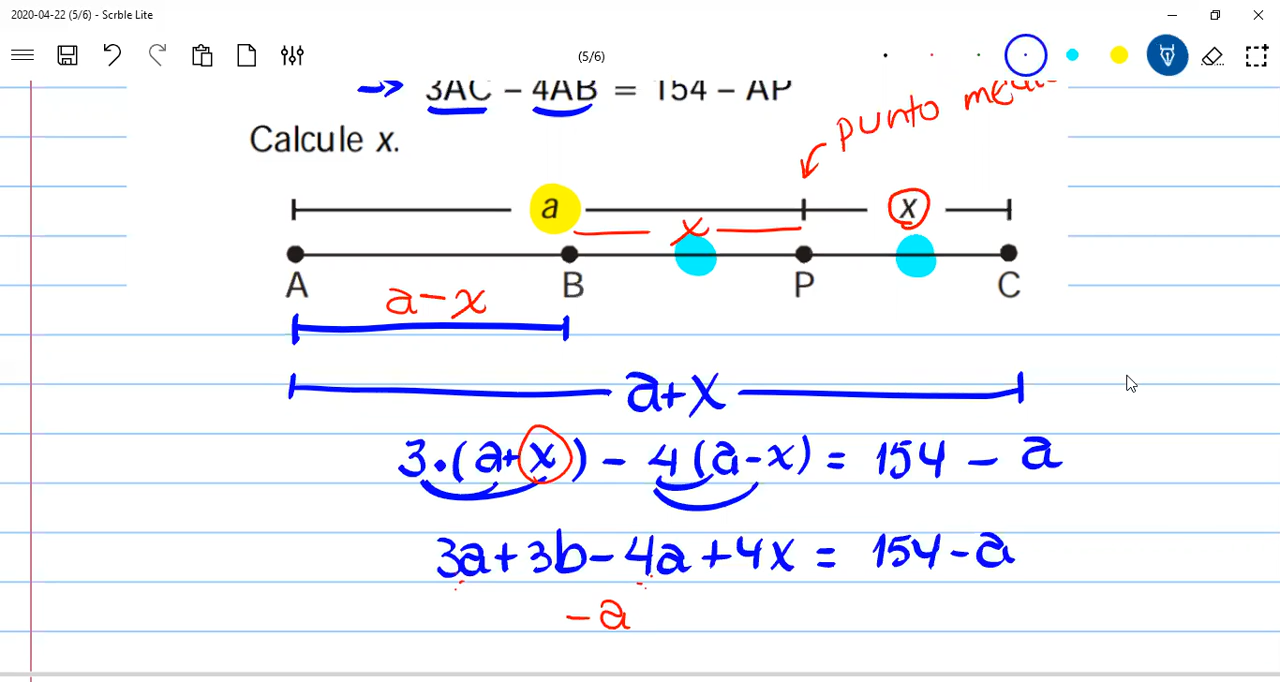 2020-04-22 (5/6) - Scrble Lite
(5/6)
3AC - 4AB = 154 - AP
punto
Calcule x.
a x
x
A B P C
a-x
a+x
3·(a+x) - 4(a-x) = 154 - a
3a+3b-4a+4x = 154-a
-a